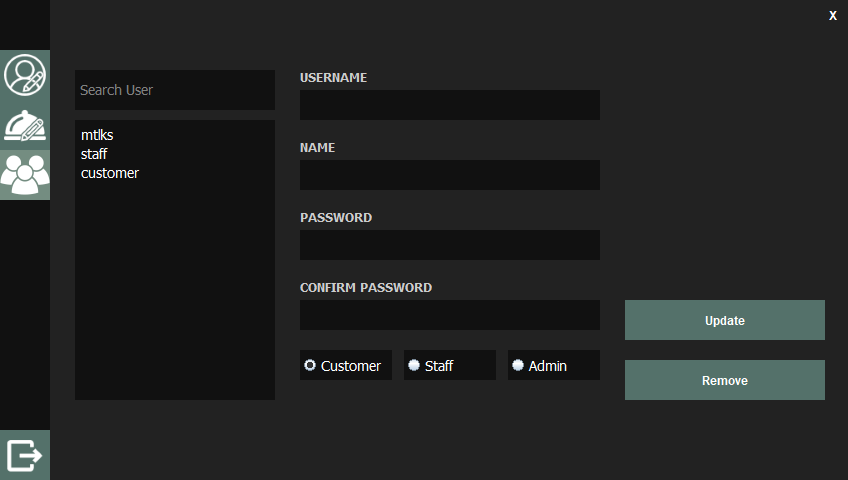 X
Search User
mtlks
staff
customer
USERNAME
NAME
PASSWORD
CONFIRM PASSWORD
Customer
Staff
Admin
Update
Remove